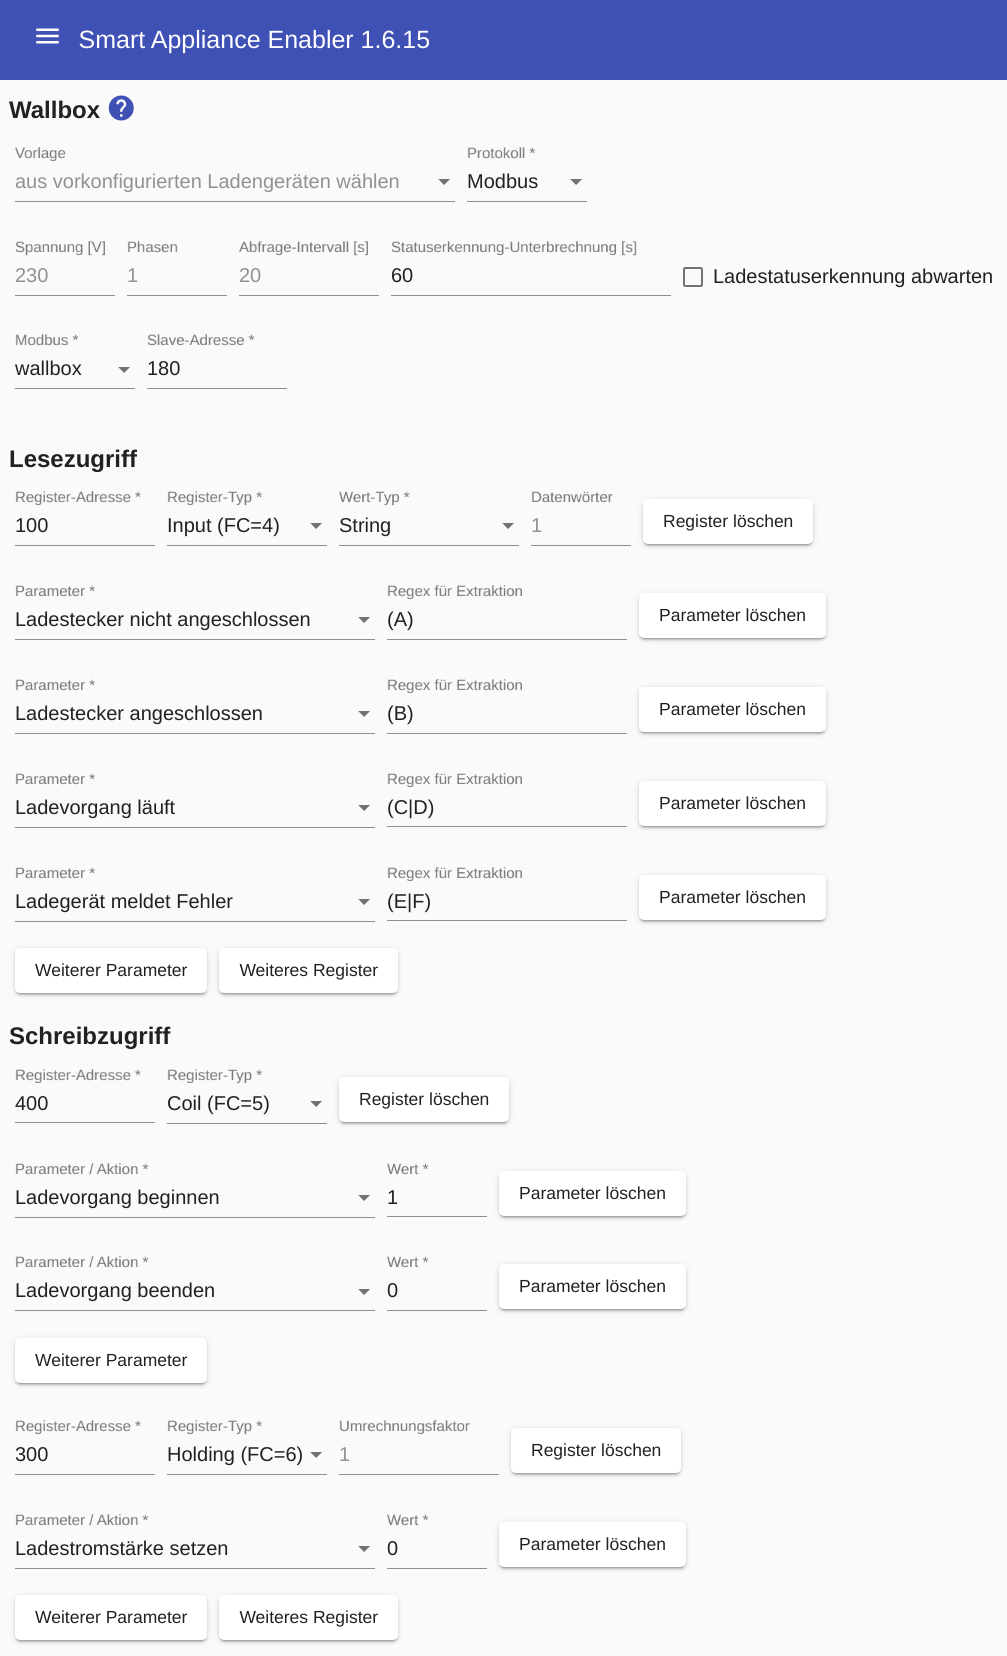 Smart Appliance Enabler 1.6.15
Wallbox
Vorlage Protokoll *
aus vorkonfigurierten Ladengeräten wählen Modbus
Spannung [V] Phasen Abfrage-Intervall [s] Statuserkennung-Unterbrechnung [s]
230 1 20 60 Ladestatuserkennung abwarten
Modbus * Slave-Adresse *
wallbox 180
Lesezugriff
Register-Adresse * Register-Typ * Wert-Typ * Datenwörter
100 Input (FC=4) String 1 Register löschen
Parameter * Regex für Extraktion
Ladestecker nicht angeschlossen (A) Parameter löschen
Parameter * Regex für Extraktion
Ladestecker angeschlossen (B) Parameter löschen
Parameter * Regex für Extraktion
Ladevorgang läuft (C|D) Parameter löschen
Parameter * Regex für Extraktion
Ladegerät meldet Fehler (E|F) Parameter löschen
Weiterer Parameter Weiteres Register
Schreibzugriff
Register-Adresse * Register-Typ *
400 Coil (FC=5) Register löschen
Parameter / Aktion * Wert *
Ladevorgang beginnen 1 Parameter löschen
Parameter / Aktion * Wert *
Ladevorgang beenden 0 Parameter löschen
Weiterer Parameter
Register-Adresse * Register-Typ * Umrechnungsfaktor
300 Holding (FC=6) 1 Register löschen
Parameter / Aktion * Wert *
Ladestromstärke setzen 0 Parameter löschen
Weiterer Parameter Weiteres Register